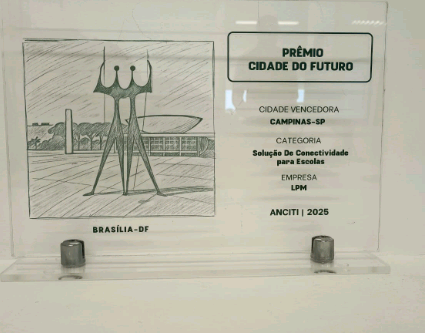 PRÊMIO
CIDADE DO FUTURO
CIDADE VENCEDORA
CAMPINAS-SP
CATEGORIA
Solução De Conectividade
para Escolas
EMPRESA
LPM
ANCITI | 2025
BRASÍLIA-DF